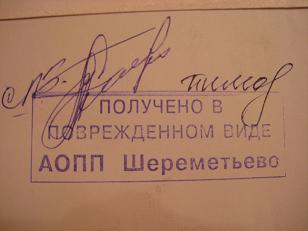 ПОЛУЧЕНО В
ПОВРЕЖДЕННОМ ВИДЕ
АОПП Шереметьево